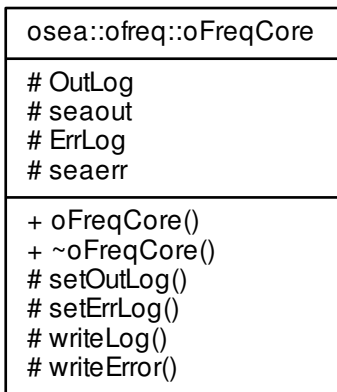 osea::ofreq::oFreqCore
# OutLog
# seaout
# ErrLog
# seaerr
+ oFreqCore()
+ ~oFreqCore()
# setOutLog()
# setErrLog()
# writeLog()
# writeError()